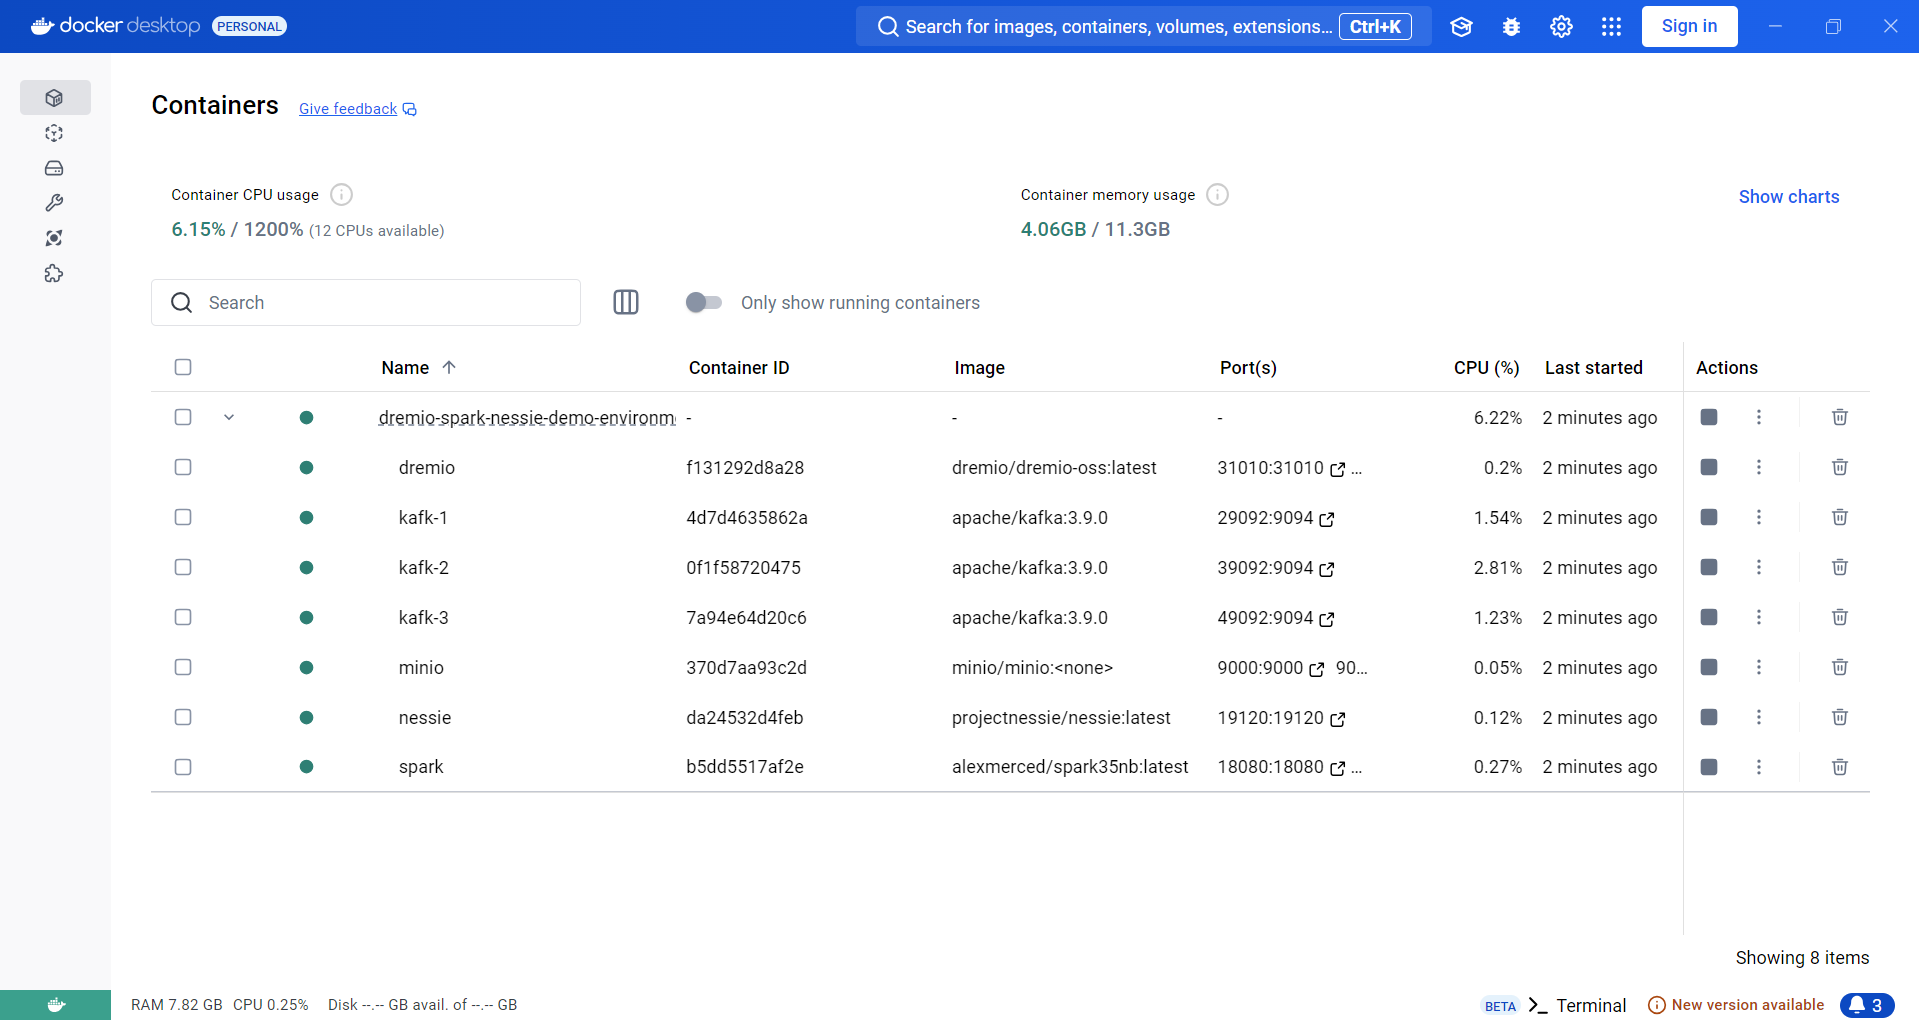 docker desktop PERSONAL
Search for images, containers, volumes, extensions... Ctrl+K
Sign in
Containers Give feedback
Container CPU usage
6.15% / 1200% (12 CPUs available)
Container memory usage
4.06GB / 11.3GB
Show charts
Search
Only show running containers
Name Container ID Image Port(s) CPU (%) Last started Actions
dremio-spark-nessie-demo-environm - - - 6.22% 2 minutes ago
dremio f131292d8a28 dremio/dremio-oss:latest 31010:31010 ... 0.2% 2 minutes ago
kafk-1 4d7d4635862a apache/kafka:3.9.0 29092:9094 1.54% 2 minutes ago
kafk-2 0f1f58720475 apache/kafka:3.9.0 39092:9094 2.81% 2 minutes ago
kafk-3 7a94e64d20c6 apache/kafka:3.9.0 49092:9094 1.23% 2 minutes ago
minio 370d7aa93c2d minio/minio:<none> 9000:9000 90... 0.05% 2 minutes ago
nessie da24532d4feb projectnessie/nessie:latest 19120:19120 0.12% 2 minutes ago
spark b5dd5517af2e alexmerced/spark35nb:latest 18080:18080 ... 0.27% 2 minutes ago
Showing 8 items
RAM 7.82 GB CPU 0.25% Disk --.-- GB avail. of --.-- GB
BETA >_ Terminal New version available 3